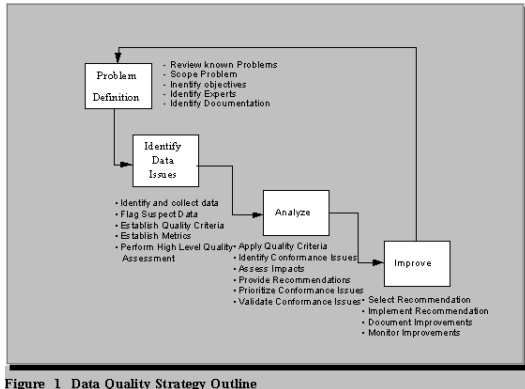 Problem
Definition
- Review known Problems
- Scope Problem
- Inentify objectives
- Identify Experts
- Identify Documentation
Identify
Data
Issues
• Identify and collect data
• Flag Suspect Data
• Establish Quality Criteria
• Establish Metrics
• Perform High Level Quality
Assessment
Analyze
• Apply Quality Criteria
• Identify Conformance Issues
• Assess Impacts
• Provide Recommendations
• Prioritize Conformance Issues
• Validate Conformance Issues
Improve
• Select Recommendation
• Implement Recommendation
• Document Improvements
• Monitor Improvements
Figure 1 Data Quality Strategy Outline